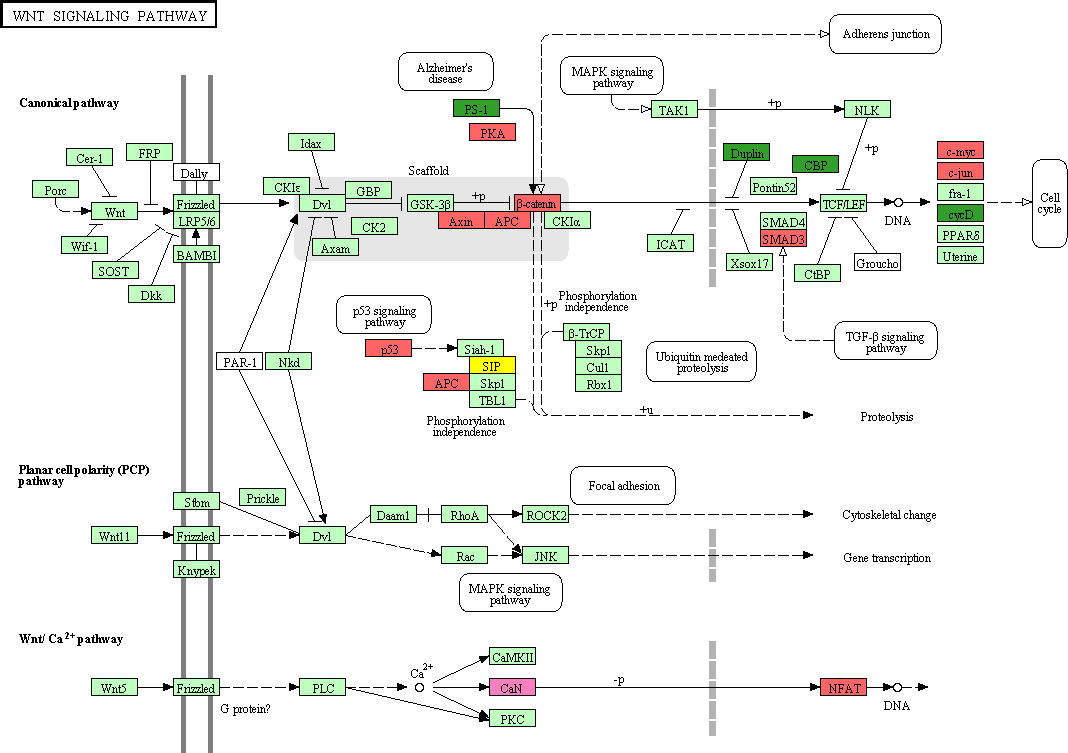 WNT SIGNALING PATHWAY
Adherens junction
Alzheimer's
disease
MAPK signaling
pathway
Canonical pathway
PS-1
TAK1
+p
NLK
PKA
Idax
+p
Cer-1
FRP
Scaffold
Duplin
CBP
c-myc
Dally
c-jun
Cell
cycle
Porc
CKIε
GBP
Pontin52
fra-1
Wnt
Frizzled
Dvl
GSK-3β
+p
β-catenin
TCF/LEF
DNA
cycD
LRP5/6
CK2
Axin
APC
CKIα
SMAD4
PPARδ
Wif-1
BAMBI
Axam
ICAT
SMAD3
Uterine
SOST
Xsox17
CtBP
Groucho
Dkk
+p
Phosphorylation
independence
p53 signaling
pathway
β-TrCP
TGF-β signaling
pathway
p53
Siah-1
Skp1
Ubiquitin medeated
proteolysis
PAR-1
Nkd
SIP
Cul1
APC
Skp1
Rbx1
TBL1
+u
Proteolysis
Phosphorylation
independence
Planar cell polarity (PCP)
pathway
Focal adhesion
Stbm
Prickle
Daam1
RhoA
ROCK2
Cytoskeletal change
Wnt11
Frizzled
Dvl
Rac
JNK
Gene transcription
Knypek
MAPK signaling
pathway
Wnt/ Ca2+ pathway
CaMKII
Ca2+
Wnt5
Frizzled
PLC
CaN
-p
NFAT
DNA
G protein?
PKC